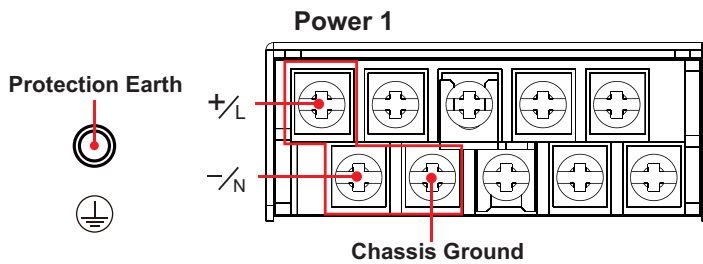 Power 1
Protection Earth
+/L
-/N
Chassis Ground